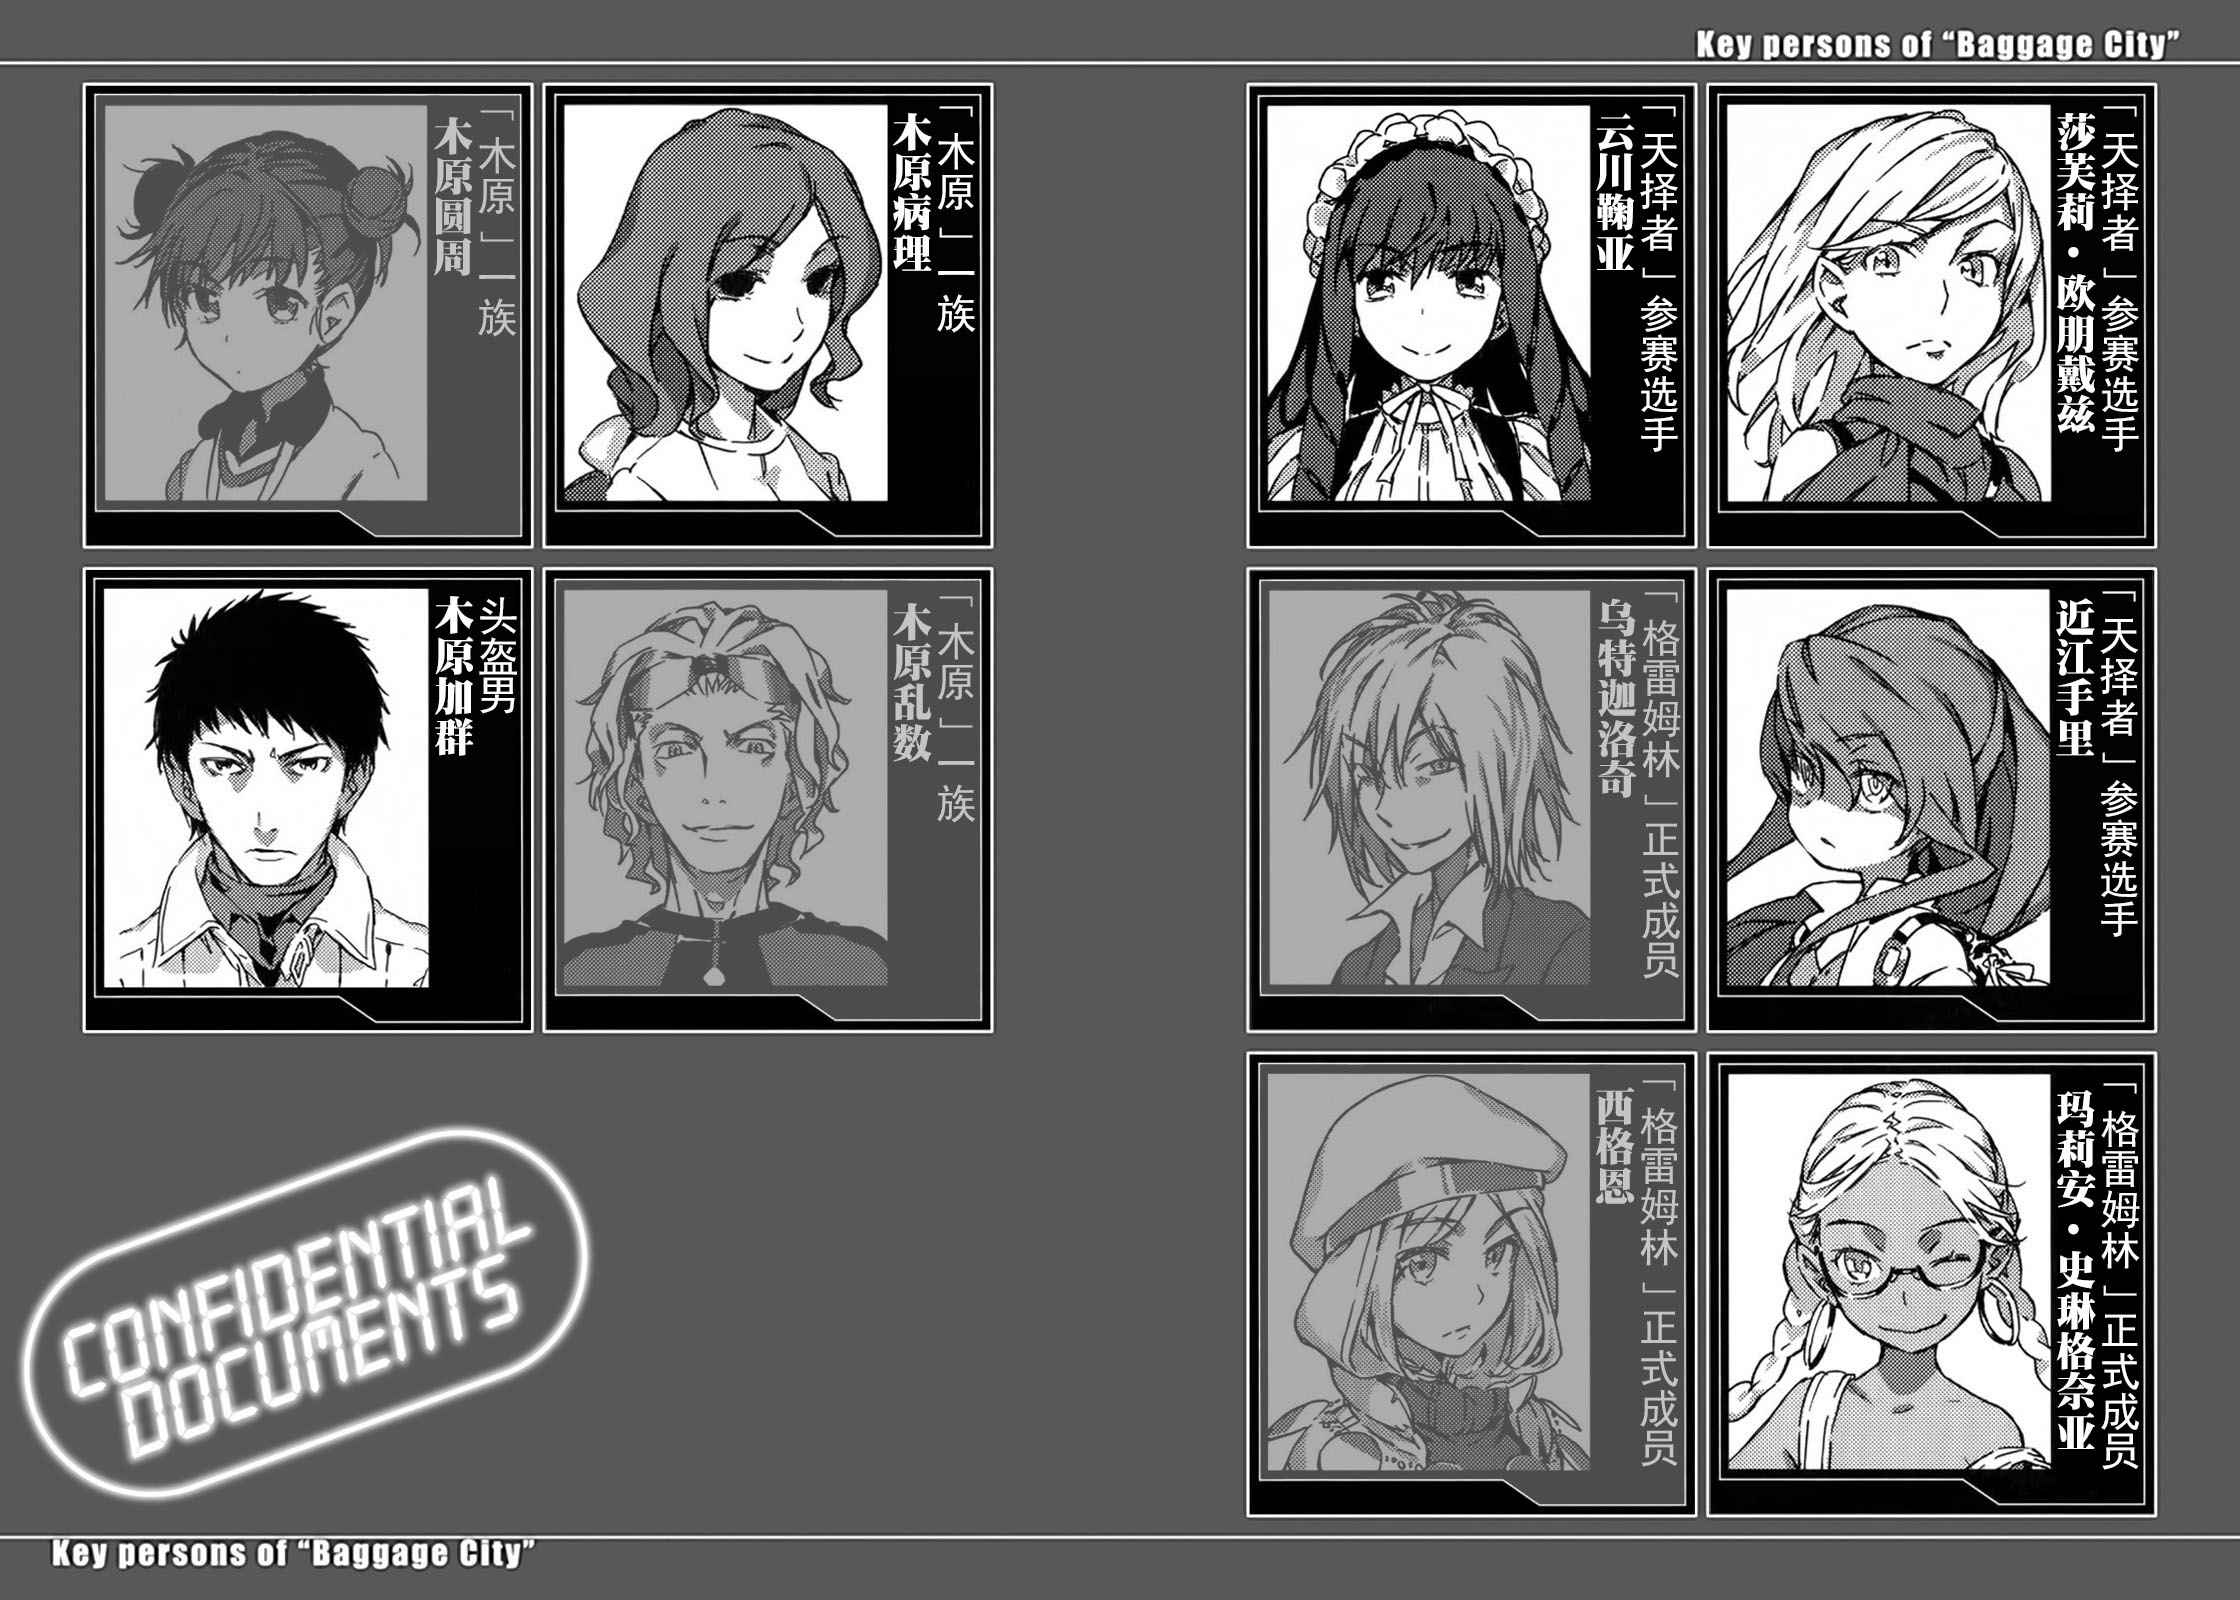 Key persons of “Baggage City”
「天择者」参赛选手
莎芙莉・欧朋戴兹
「天择者」参赛选手
云川鞠亚
「天择者」参赛选手
近江手里
「格雷姆林」正式成员
乌特迦洛奇
「格雷姆林」正式成员
玛莉安・史琳格奈亚
「格雷姆林」正式成员
西格恩
「木原」一族
木原病理
「木原」一族
木原圆周
「木原」一族
木原乱数
头盔男
木原加群
CONFIDENTIAL
DOCUMENTS
Key persons of “Baggage City”